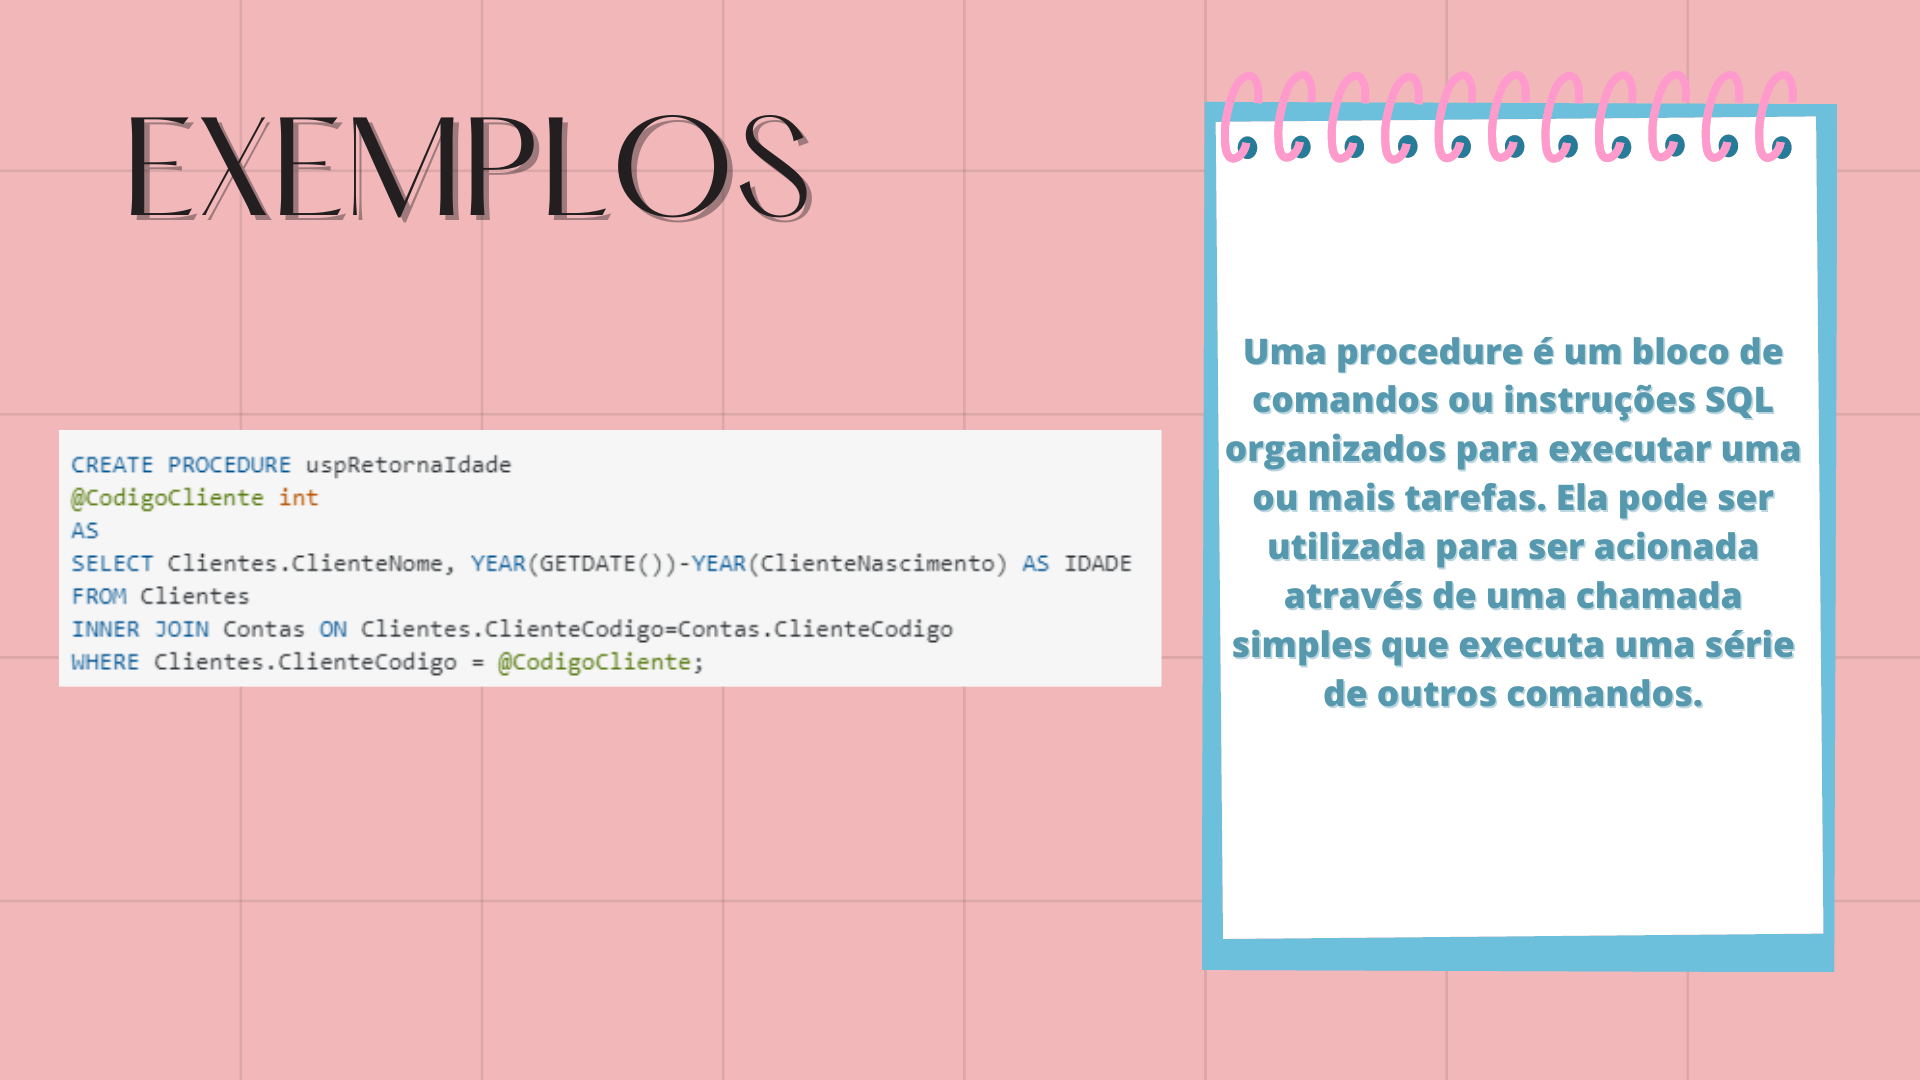 EXEMPLOS
CREATE PROCEDURE uspRetornaIdade
@CodigoCliente int
AS
SELECT Clientes.ClienteNome, YEAR(GETDATE())-YEAR(ClienteNascimento) AS IDADE
FROM Clientes
INNER JOIN Contas ON Clientes.ClienteCodigo=Contas.ClienteCodigo
WHERE Clientes.ClienteCodigo = @CodigoCliente;
Uma procedure é um bloco de
comandos ou instruções SQL
organizados para executar uma
ou mais tarefas. Ela pode ser
utilizada para ser acionada
através de uma chamada
simples que executa uma série
de outros comandos.